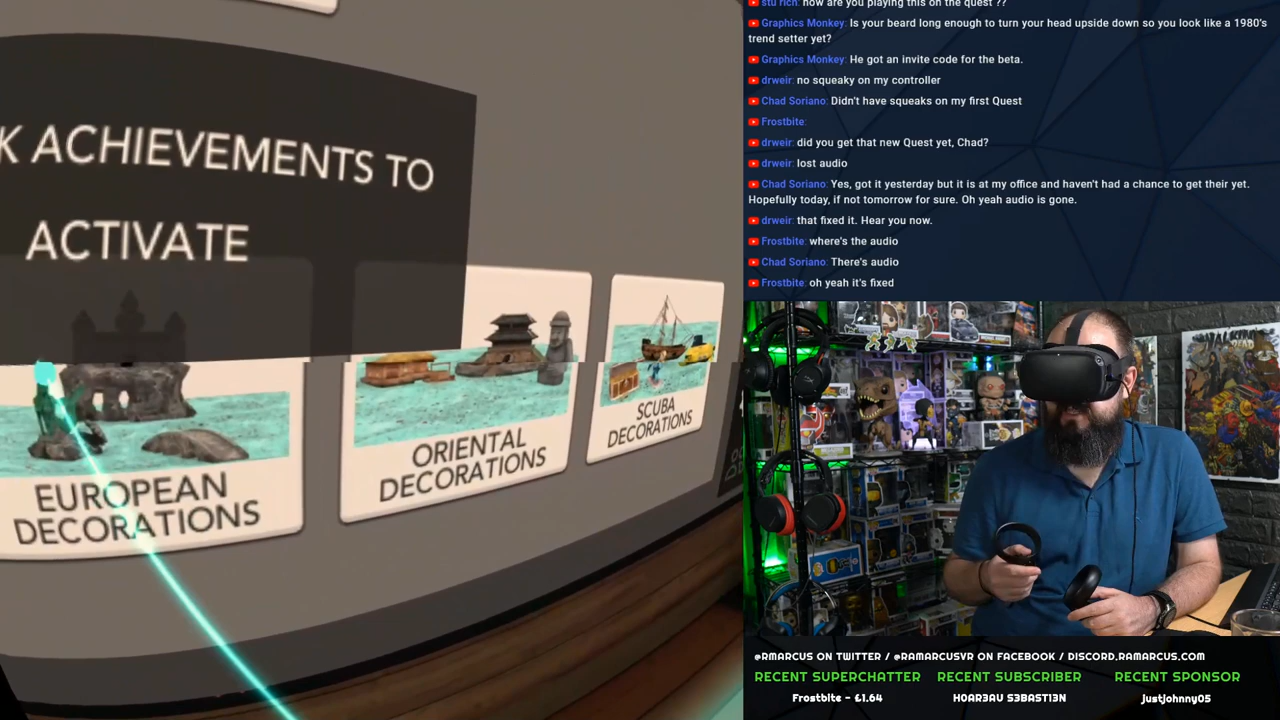 K ACHIEVEMENTS TO
ACTIVATE
EUROPEAN
DECORATIONS
ORIENTAL
DECORATIONS
SCUBA
DECORATIONS
stu rich: how are you playing this on the quest ??
Graphics Monkey: Is your beard long enough to turn your head upside down so you look like a 1980's
trend setter yet?
Graphics Monkey: He got an invite code for the beta.
drweir: no squeaky on my controller
Chad Soriano: Didn't have squeaks on my first Quest
Frostbite:
drweir: did you get that new Quest yet, Chad?
drweir: lost audio
Chad Soriano: Yes, got it yesterday but it is at my office and haven't had a chance to get their yet.
Hopefully today, if not tomorrow for sure. Oh yeah audio is gone.
drweir: that fixed it. Hear you now.
Frostbite: where's the audio
Chad Soriano: There's audio
Frostbite: oh yeah it's fixed
@RMARCUS ON TWITTER / @RAMARCUSVR ON FACEBOOK / DISCORD.RAMARCUS.COM
RECENT SUPERCHATTER RECENT SUBSCRIBER RECENT SPONSOR
Frostbite - £1.64 H0AR3AU S3BAST13N justjohnny05